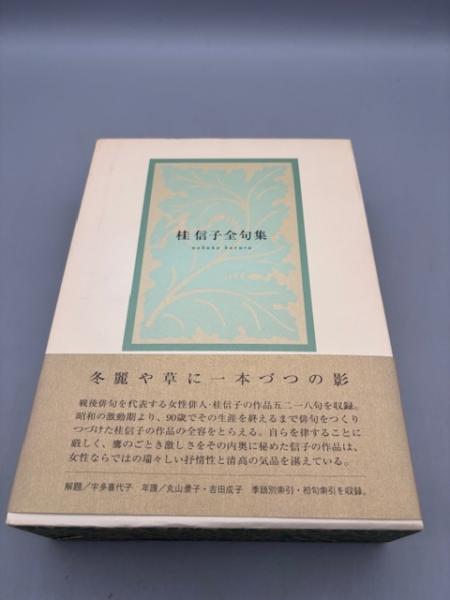 桂信子全句集
nobuko katsura
冬麗や草に一本づつの影
戦後俳句を代表する女性俳人・桂信子の作品五二一八句を収録。
昭和の激動期より、90歳でその生涯を終えるまで俳句をつくり
つづけた桂信子の作品の全容をとらえる。自らを律することに
厳しく、鷹のごとき激しさをその内奥に秘めた信子の作品は、
女性ならではの瑞々しい抒情性と清高の気品を湛えている。
解題／宇多喜代子　年譜／丸山景子・吉田成子　季語別索引・初句索引を収録。